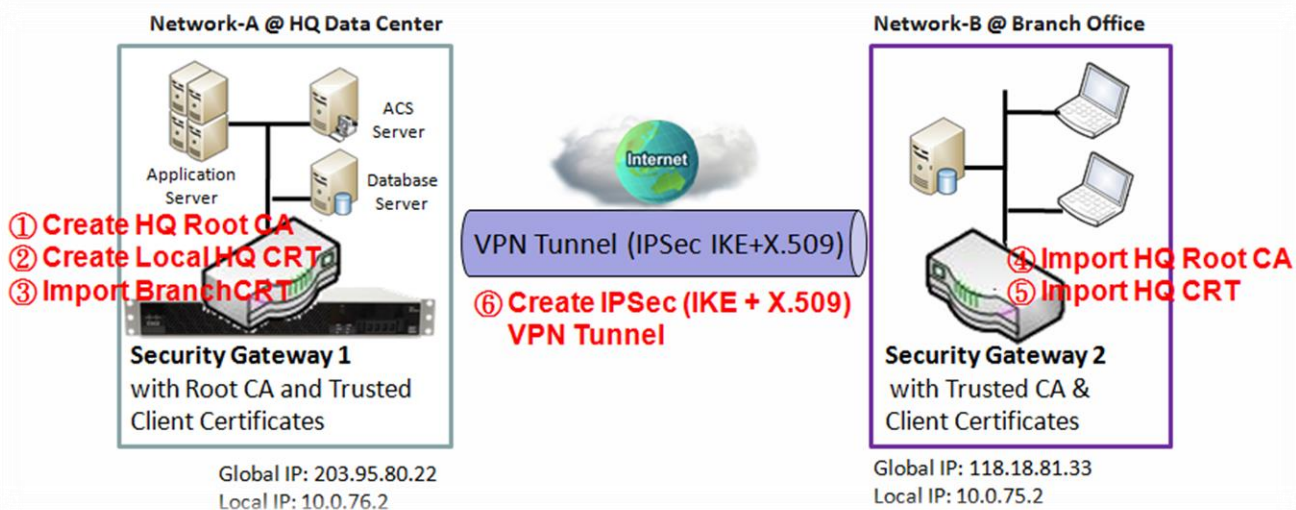 Network-A @ HQ Data Center
Network-B @ Branch Office
ACS
Server
Application
Server
Database
Server
Internet
① Create HQ Root CA
② Create Local HQ CRT
③ Import BranchCRT
VPN Tunnel (IPSec IKE+X.509)
④ Import HQ Root CA
⑤ Import HQ CRT
⑥ Create IPSec (IKE + X.509)
VPN Tunnel
Security Gateway 1
with Root CA and Trusted
Client Certificates
Security Gateway 2
with Trusted CA &
Client Certificates
Global IP: 203.95.80.22
Local IP: 10.0.76.2
Global IP: 118.18.81.33
Local IP: 10.0.75.2